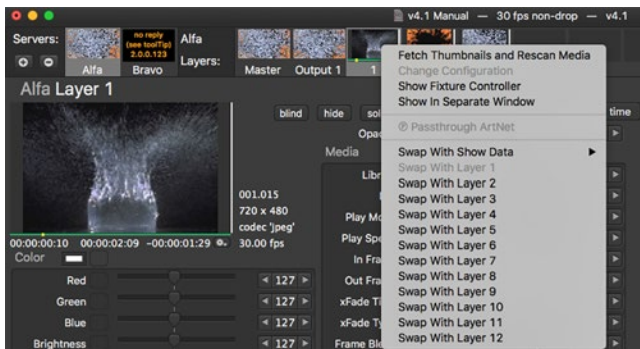 v4.1 Manual — 30 fps non-drop — v4.1
Servers:
no reply
(see toolTip)
2.0.0.123
Alfa
Layers:
Alfa
Bravo
Master
Output 1
1
Alfa Layer 1
blind
hide
sol
time
Opac
Media
Libr
001.015
720 x 480
codec 'jpeg'
30.00 fps
Play Mo
Play Spe
In Fra
Out Fra
xFade Ti
xFade Ty
Frame Ble
00:00:00:10 00:00:02:09 -00:00:01:29
Color
Red
127
Green
127
Blue
127
Brightness
127
Fetch Thumbnails and Rescan Media
Change Configuration
Show Fixture Controller
Show In Separate Window
℗ Passthrough ArtNet
Swap With Show Data
Swap With Layer 1
Swap With Layer 2
Swap With Layer 3
Swap With Layer 4
Swap With Layer 5
Swap With Layer 6
Swap With Layer 7
Swap With Layer 8
Swap With Layer 9
Swap With Layer 10
Swap With Layer 11
Swap With Layer 12